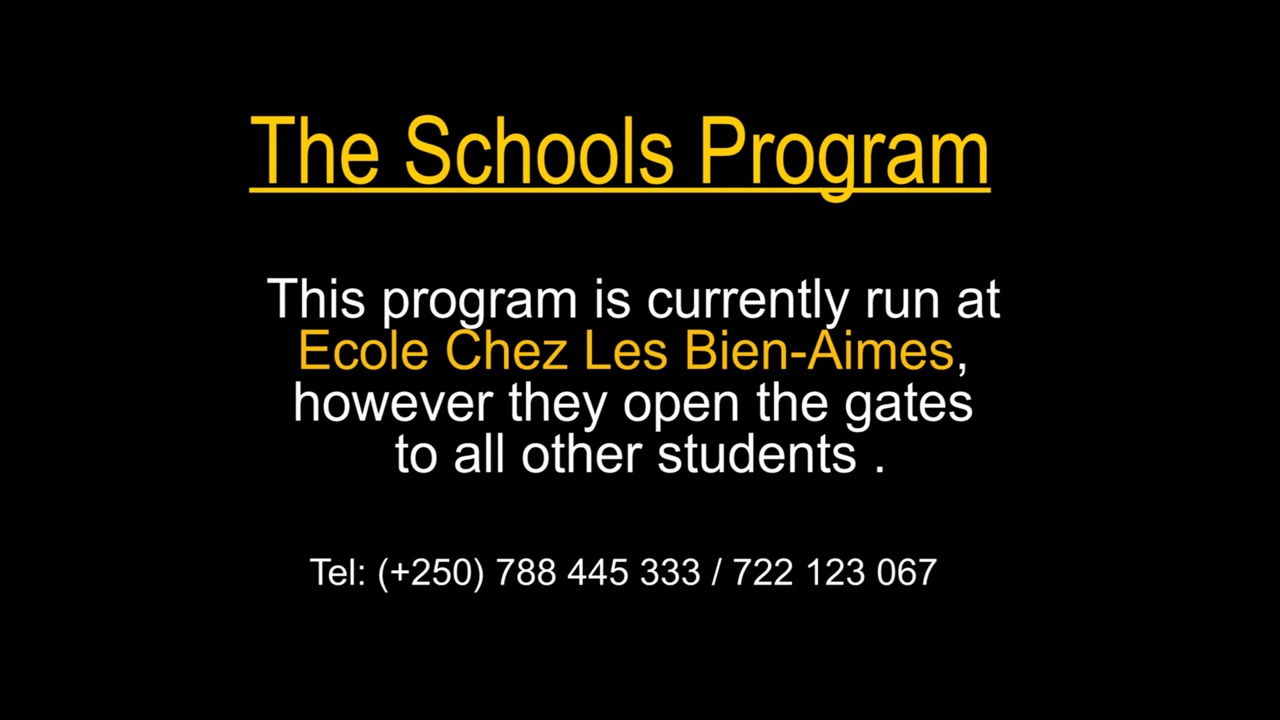 The Schools Program
This program is currently run at
Ecole Chez Les Bien-Aimes,
however they open the gates
to all other students .
Tel: (+250) 788 445 333 / 722 123 067